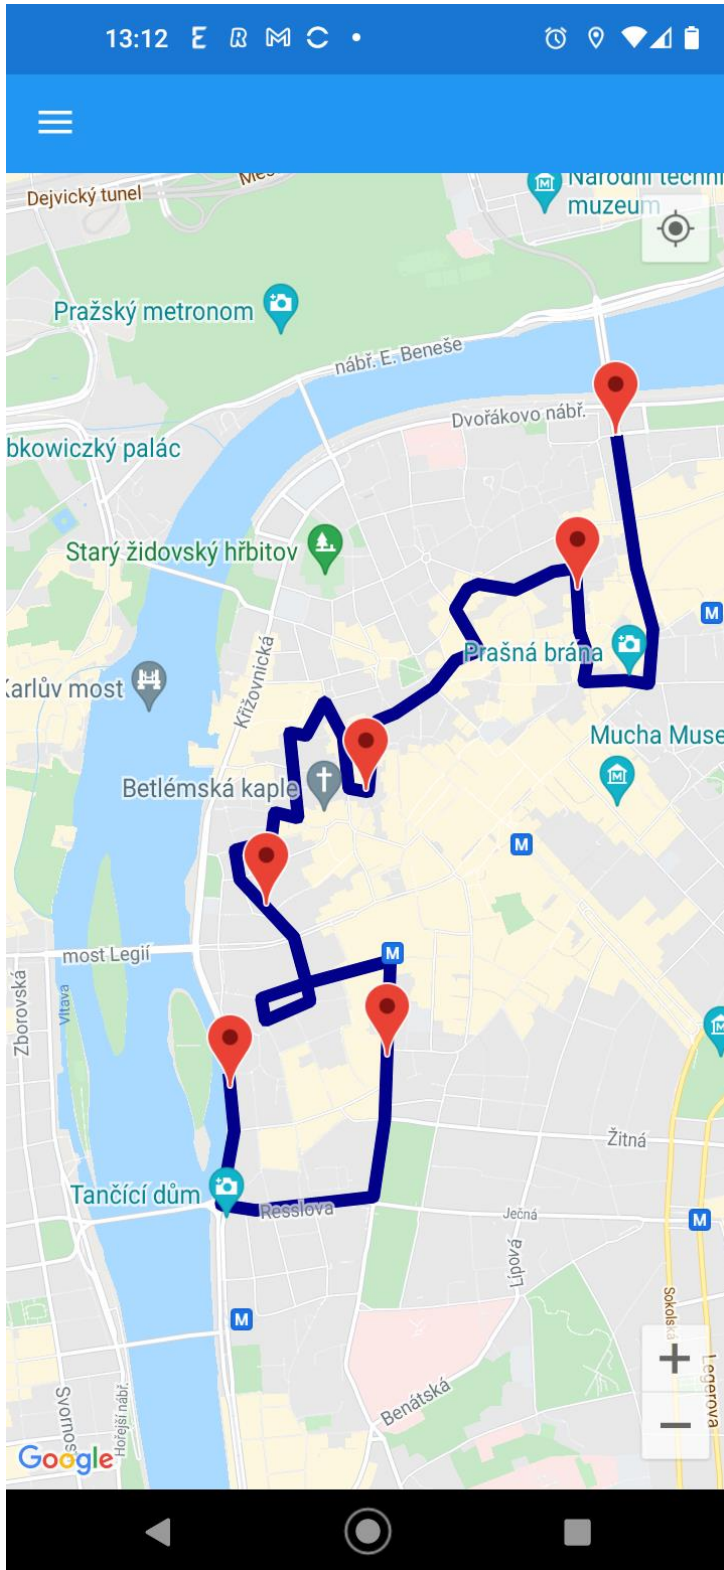 13:12
Dejvický tunel
Národní techni
muzeum
Pražský metronom
nábř. E. Beneše
Dvořákovo nábř.
bkowiczký palác
Starý židovský hřbitov
M
Prašná brána
Křižovnická
Karlův most
Mucha Muse
Betlémská kaple
M
most Legií
M
Zborovská
Vltava
Žitná
Tančící dům
Resslova
Ječná
M
Lípová
M
Sokolská
Legerova
Benátská
Svornos
Hořejší nábř.
Google